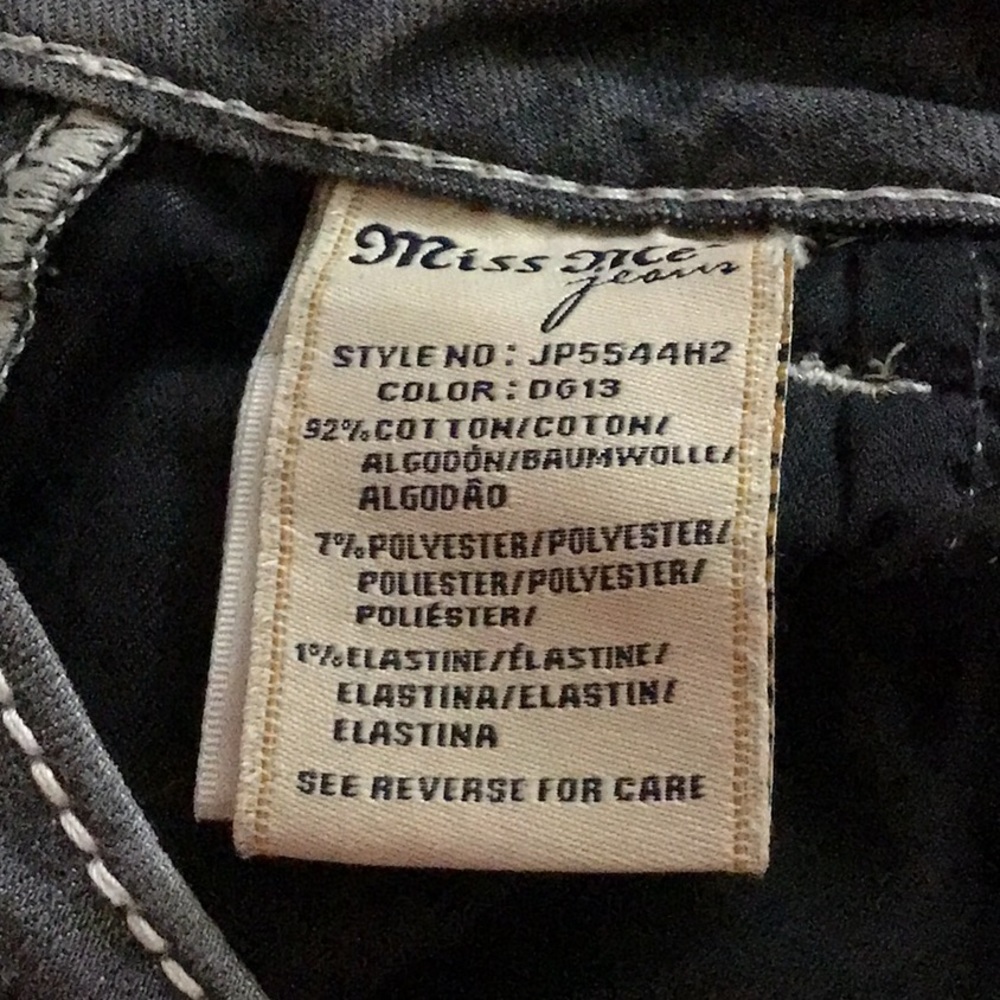 Miss Me
jeans
STYLE NO : JP5544H2
COLOR : DG13
92% COTTON/COTON/
ALGODÓN/BAUMWOLLE/
ALGODÂO
7% POLYESTER/POLYESTER/
POLIESTER/POLYESTER/
POLIÉSTER/
1% ELASTINE/ÉLASTINE/
ELASTINA/ELASTIN/
ELASTINA
SEE REVERSE FOR CARE